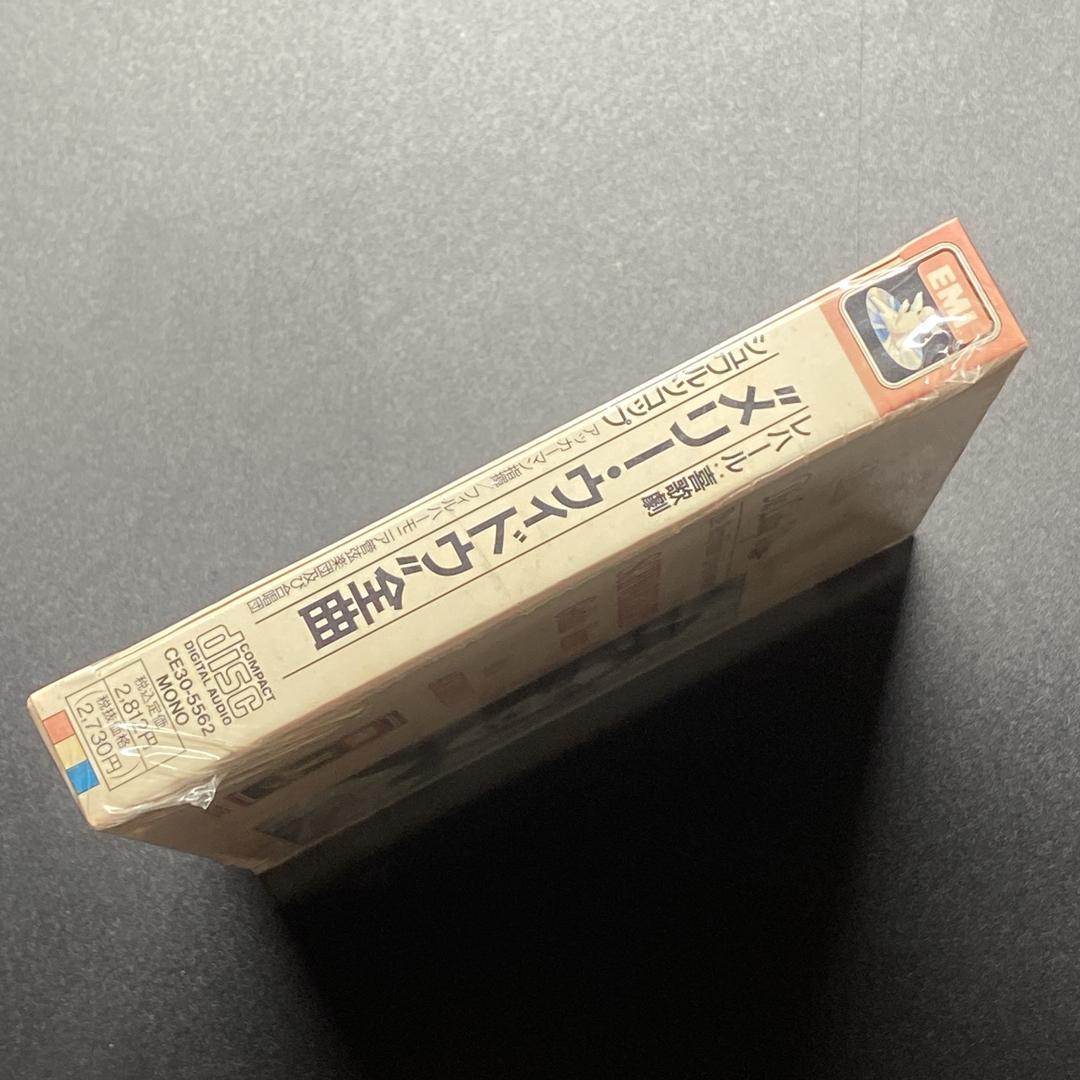 EMI
レハール:喜歌劇
"メリー・ウィドウ"全曲
シュワルツコップ アッカーマン指揮/フィルハーモニア管弦楽団及び合唱団
COMPACT
disc
DIGITAL AUDIO
CE30-5562
MONO
税込定価
2,812円
(税抜価格
2,730円)